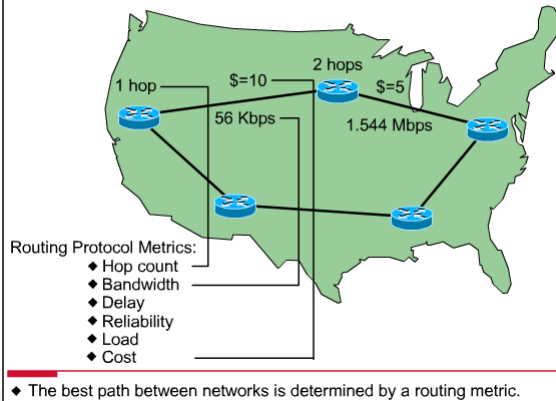 2 hops
1 hop
$=10
$=5
56 Kbps
1.544 Mbps
Routing Protocol Metrics:
◆ Hop count
◆ Bandwidth
◆ Delay
◆ Reliability
◆ Load
◆ Cost
◆ The best path between networks is determined by a routing metric.